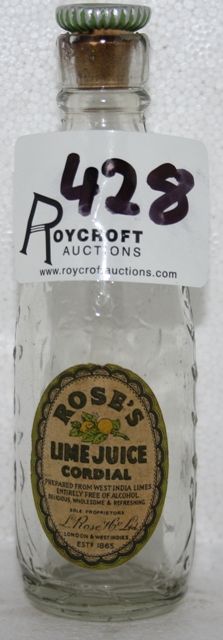 428
ROYCROFT
AUCTIONS
www.roycroftauctions.com
ROSE'S
LIME JUICE
CORDIAL
PREPARED FROM WEST INDIA LIMES
ENTIRELY FREE OF ALCOHOL.
DELICIOUS, WHOLESOME & REFRESHING
SOLE PROPRIETORS
L. Rose & Co. Ltd.
LONDON & WEST INDIES.
ESTD 1865